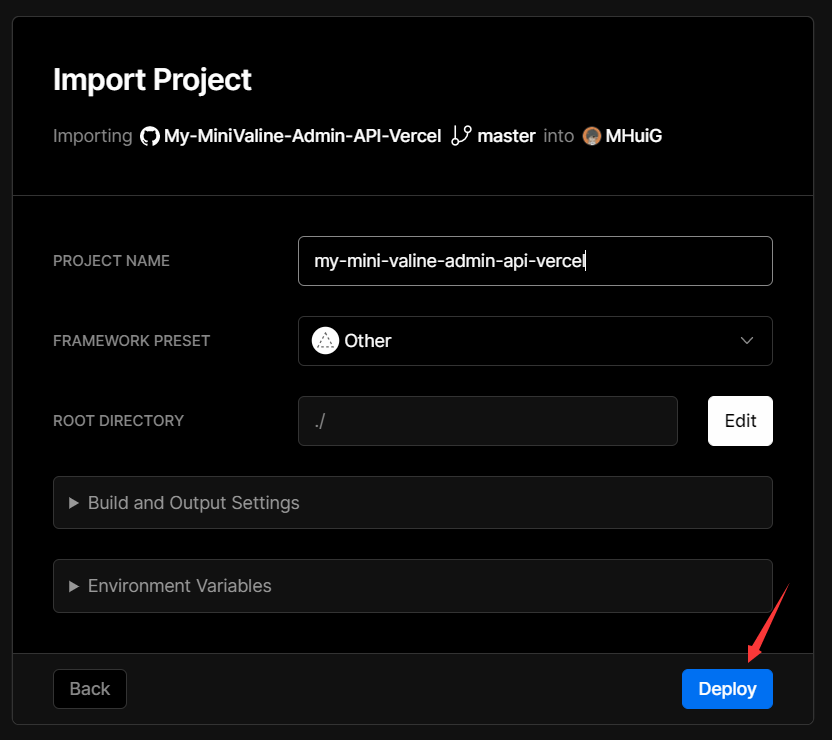 Import Project
Importing My-MiniValine-Admin-API-Vercel master into MHuiG
PROJECT NAME my-mini-valine-admin-api-vercel
FRAMEWORK PRESET Other
ROOT DIRECTORY ./ Edit
Build and Output Settings
Environment Variables
Back Deploy